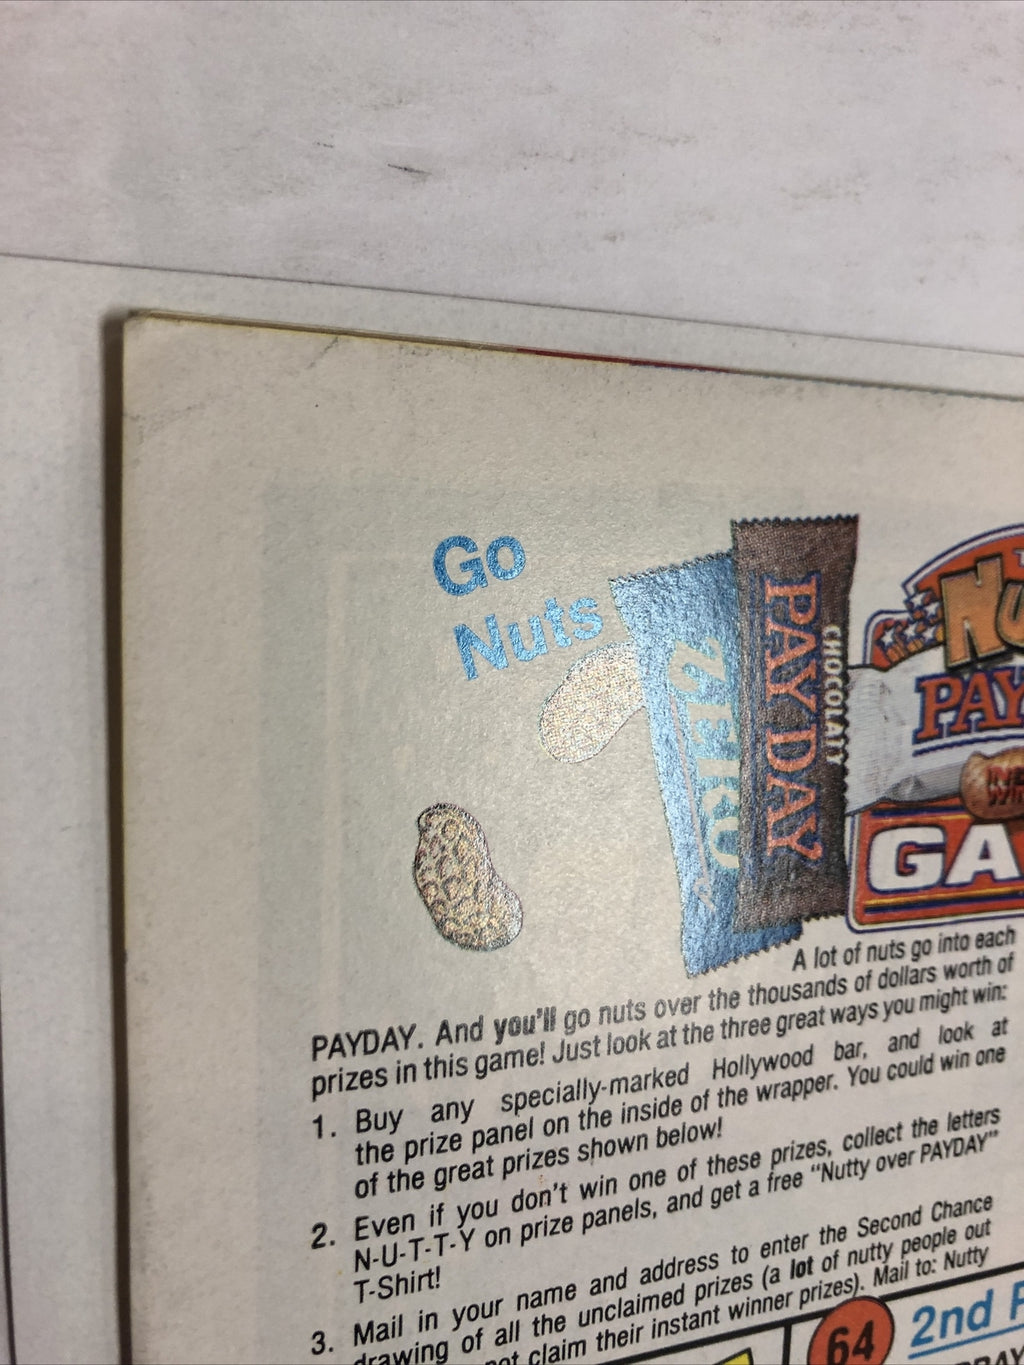 Go
Nuts
ZERO
CHOCOLATY
PAYDAY
PAY
GA
A lot of nuts go into each
PAYDAY. And you'll go nuts over the thousands of dollars worth of
prizes in this game! Just look at the three great ways you might win:
1. Buy any specially-marked Hollywood bar, and look at
the prize panel on the inside of the wrapper. You could win one
of the great prizes shown below!
2. Even if you don't win one of these prizes, collect the letters
N-U-T-T-Y on prize panels, and get a free "Nutty over PAYDAY"
T-Shirt!
3. Mail in your name and address to enter the Second Chance
drawing of all the unclaimed prizes (a lot of nutty people out
not claim their instant winner prizes). Mail to: Nutty
64
2nd